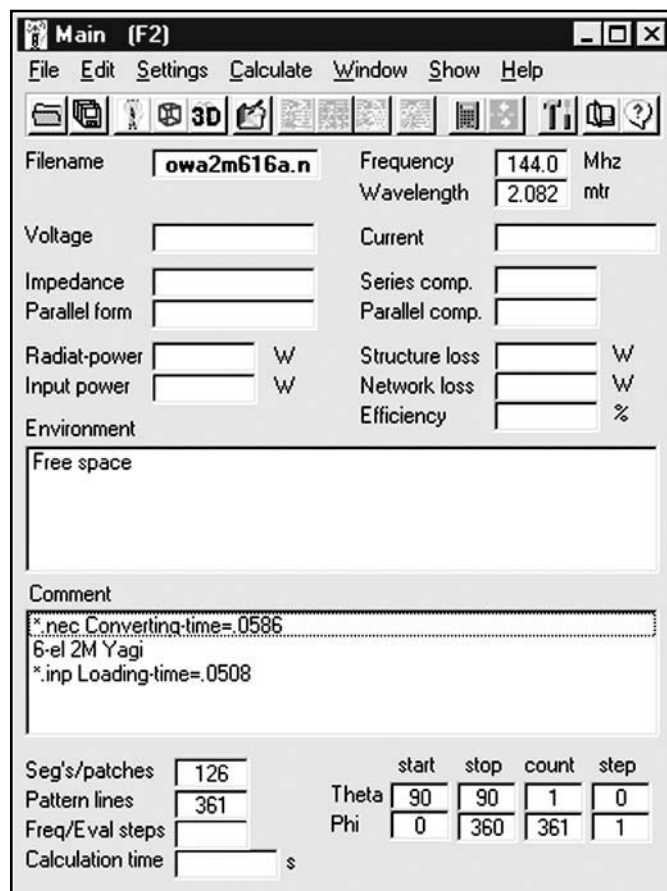 Main (F2)
File Edit Settings Calculate Window Show Help
3D
Filename owa2m616a.n Frequency 144.0 Mhz
Wavelength 2.082 mtr
Voltage Current
Impedance Series comp.
Parallel form Parallel comp.
Radiat-power W Structure loss W
Input power W Network loss W
Efficiency %
Environment
Free space
Comment
*.nec Converting-time=.0586
6-el 2M Yagi
*.inp Loading-time=.0508
Seg's/patches 126 start stop count step
Pattern lines 361 Theta 90 90 1 0
Freq/Eval steps Phi 0 360 361 1
Calculation time s